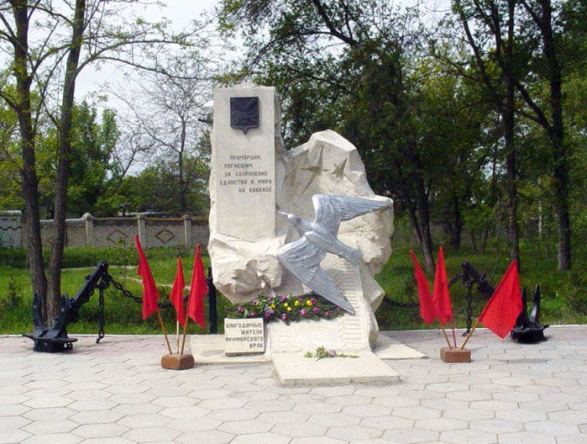 ПРИМОРЦАМ,
ПОГИБШИМ
ЗА СОХРАНЕНИЕ
ЕДИНСТВА И МИРА
НА КАВКАЗЕ
БЛАГОДАРНЫЕ
ЖИТЕЛИ
ПРИМОРСКОГО
КРАЯ